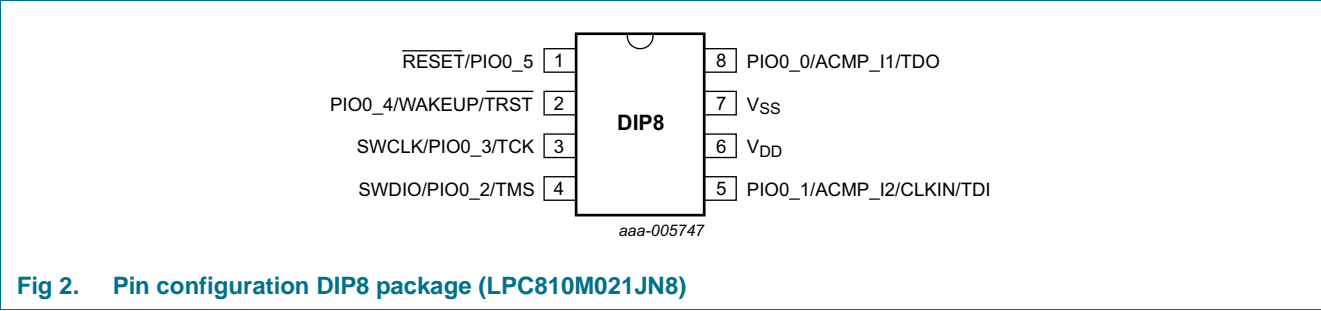 RESET/PIO0_5 1
8 PIO0_0/ACMP_I1/TDO
PIO0_4/WAKEUP/TRST 2
7 VSS
DIP8
SWCLK/PIO0_3/TCK 3
6 VDD
SWDIO/PIO0_2/TMS 4
5 PIO0_1/ACMP_I2/CLKIN/TDI
aaa-005747
Fig 2. Pin configuration DIP8 package (LPC810M021JN8)